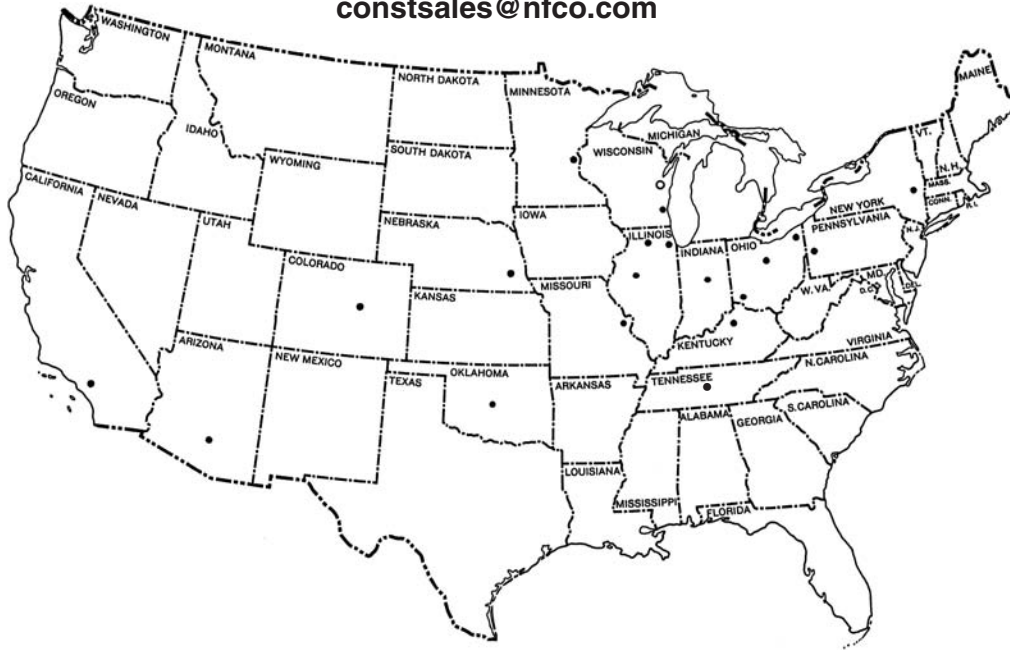 constsales@nfco.com
WASHINGTON
MONTANA
NORTH DAKOTA
MINNESOTA
MAINE
OREGON
IDAHO
MICHIGAN
VT.
WISCONSIN
SOUTH DAKOTA
WYOMING
N.H.
MASS.
CALIFORNIA
NEVADA
CONN.
R.I.
NEW YORK
IOWA
UTAH
NEBRASKA
PENNSYLVANIA
N.J.
ILLINOIS
INDIANA
OHIO
COLORADO
MD.
W. VA.
DEL.
D.C.
MISSOURI
KANSAS
VIRGINIA
ARIZONA
KENTUCKY
NEW MEXICO
N.CAROLINA
OKLAHOMA
TEXAS
ARKANSAS
TENNESSEE
S.CAROLINA
ALABAMA
GEORGIA
LOUISIANA
MISSISSIPPI
FLORIDA